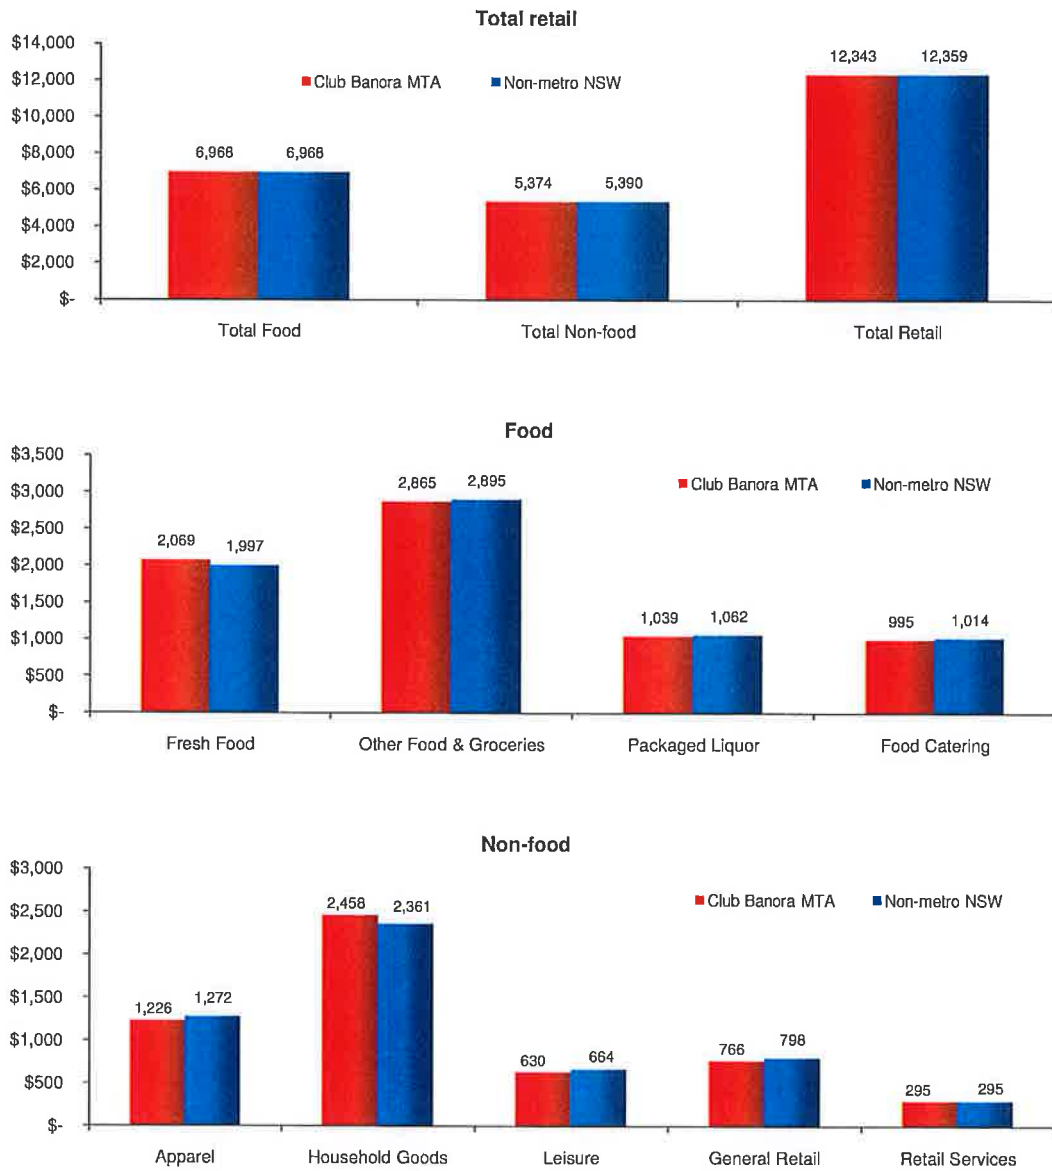 Total retail
$14,000
$12,000
$10,000
$8,000
$6,000
$4,000
$2,000
$-
Club Banora MTA Non-metro NSW
6,968 6,968 5,374 5,390 12,343 12,359
Total Food Total Non-food Total Retail
Food
$3,500
$3,000
$2,500
$2,000
$1,500
$1,000
$500
$-
Club Banora MTA Non-metro NSW
2,069 1,997 2,865 2,895 1,039 1,062 995 1,014
Fresh Food Other Food & Groceries Packaged Liquor Food Catering
Non-food
$3,000
$2,500
$2,000
$1,500
$1,000
$500
$-
Club Banora MTA Non-metro NSW
1,226 1,272 2,458 2,361 630 664 766 798 295 295
Apparel Household Goods Leisure General Retail Retail Services